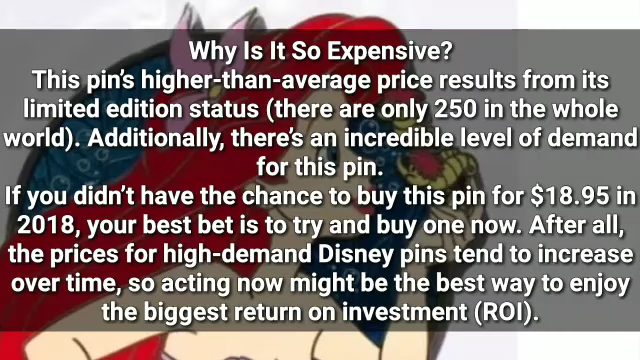 Why Is It So Expensive?
This pin's higher-than-average price results from its
limited edition status (there are only 250 in the whole
world). Additionally, there's an incredible level of demand
for this pin.
If you didn't have the chance to buy this pin for $18.95 in
2018, your best bet is to try and buy one now. After all,
the prices for high-demand Disney pins tend to increase
over time, so acting now might be the best way to enjoy
the biggest return on investment (ROI).